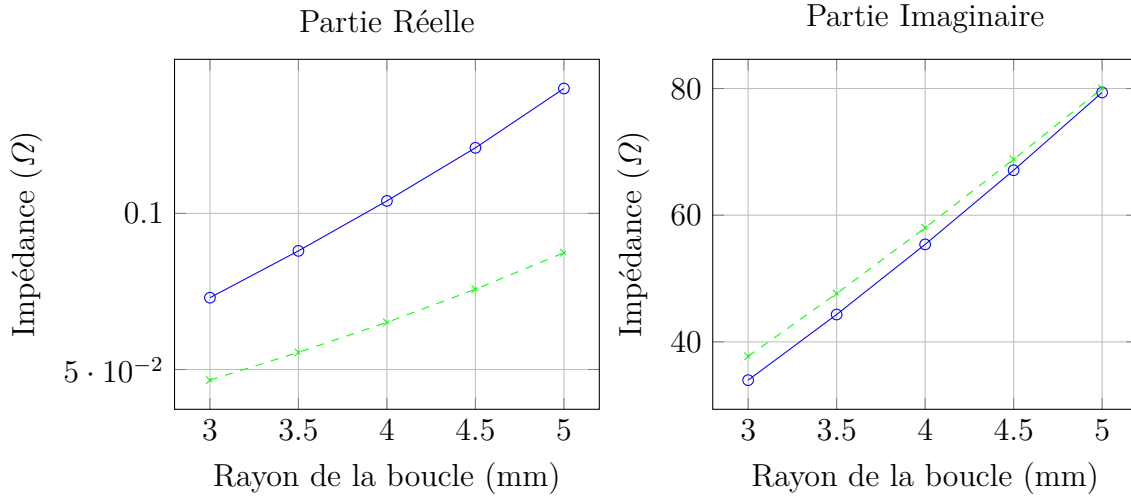 Partie Réelle
Impédance (Ω)
0.1
5 · 10⁻²
3 3.5 4 4.5 5
Rayon de la boucle (mm)
Partie Imaginaire
Impédance (Ω)
80
60
40
3 3.5 4 4.5 5
Rayon de la boucle (mm)